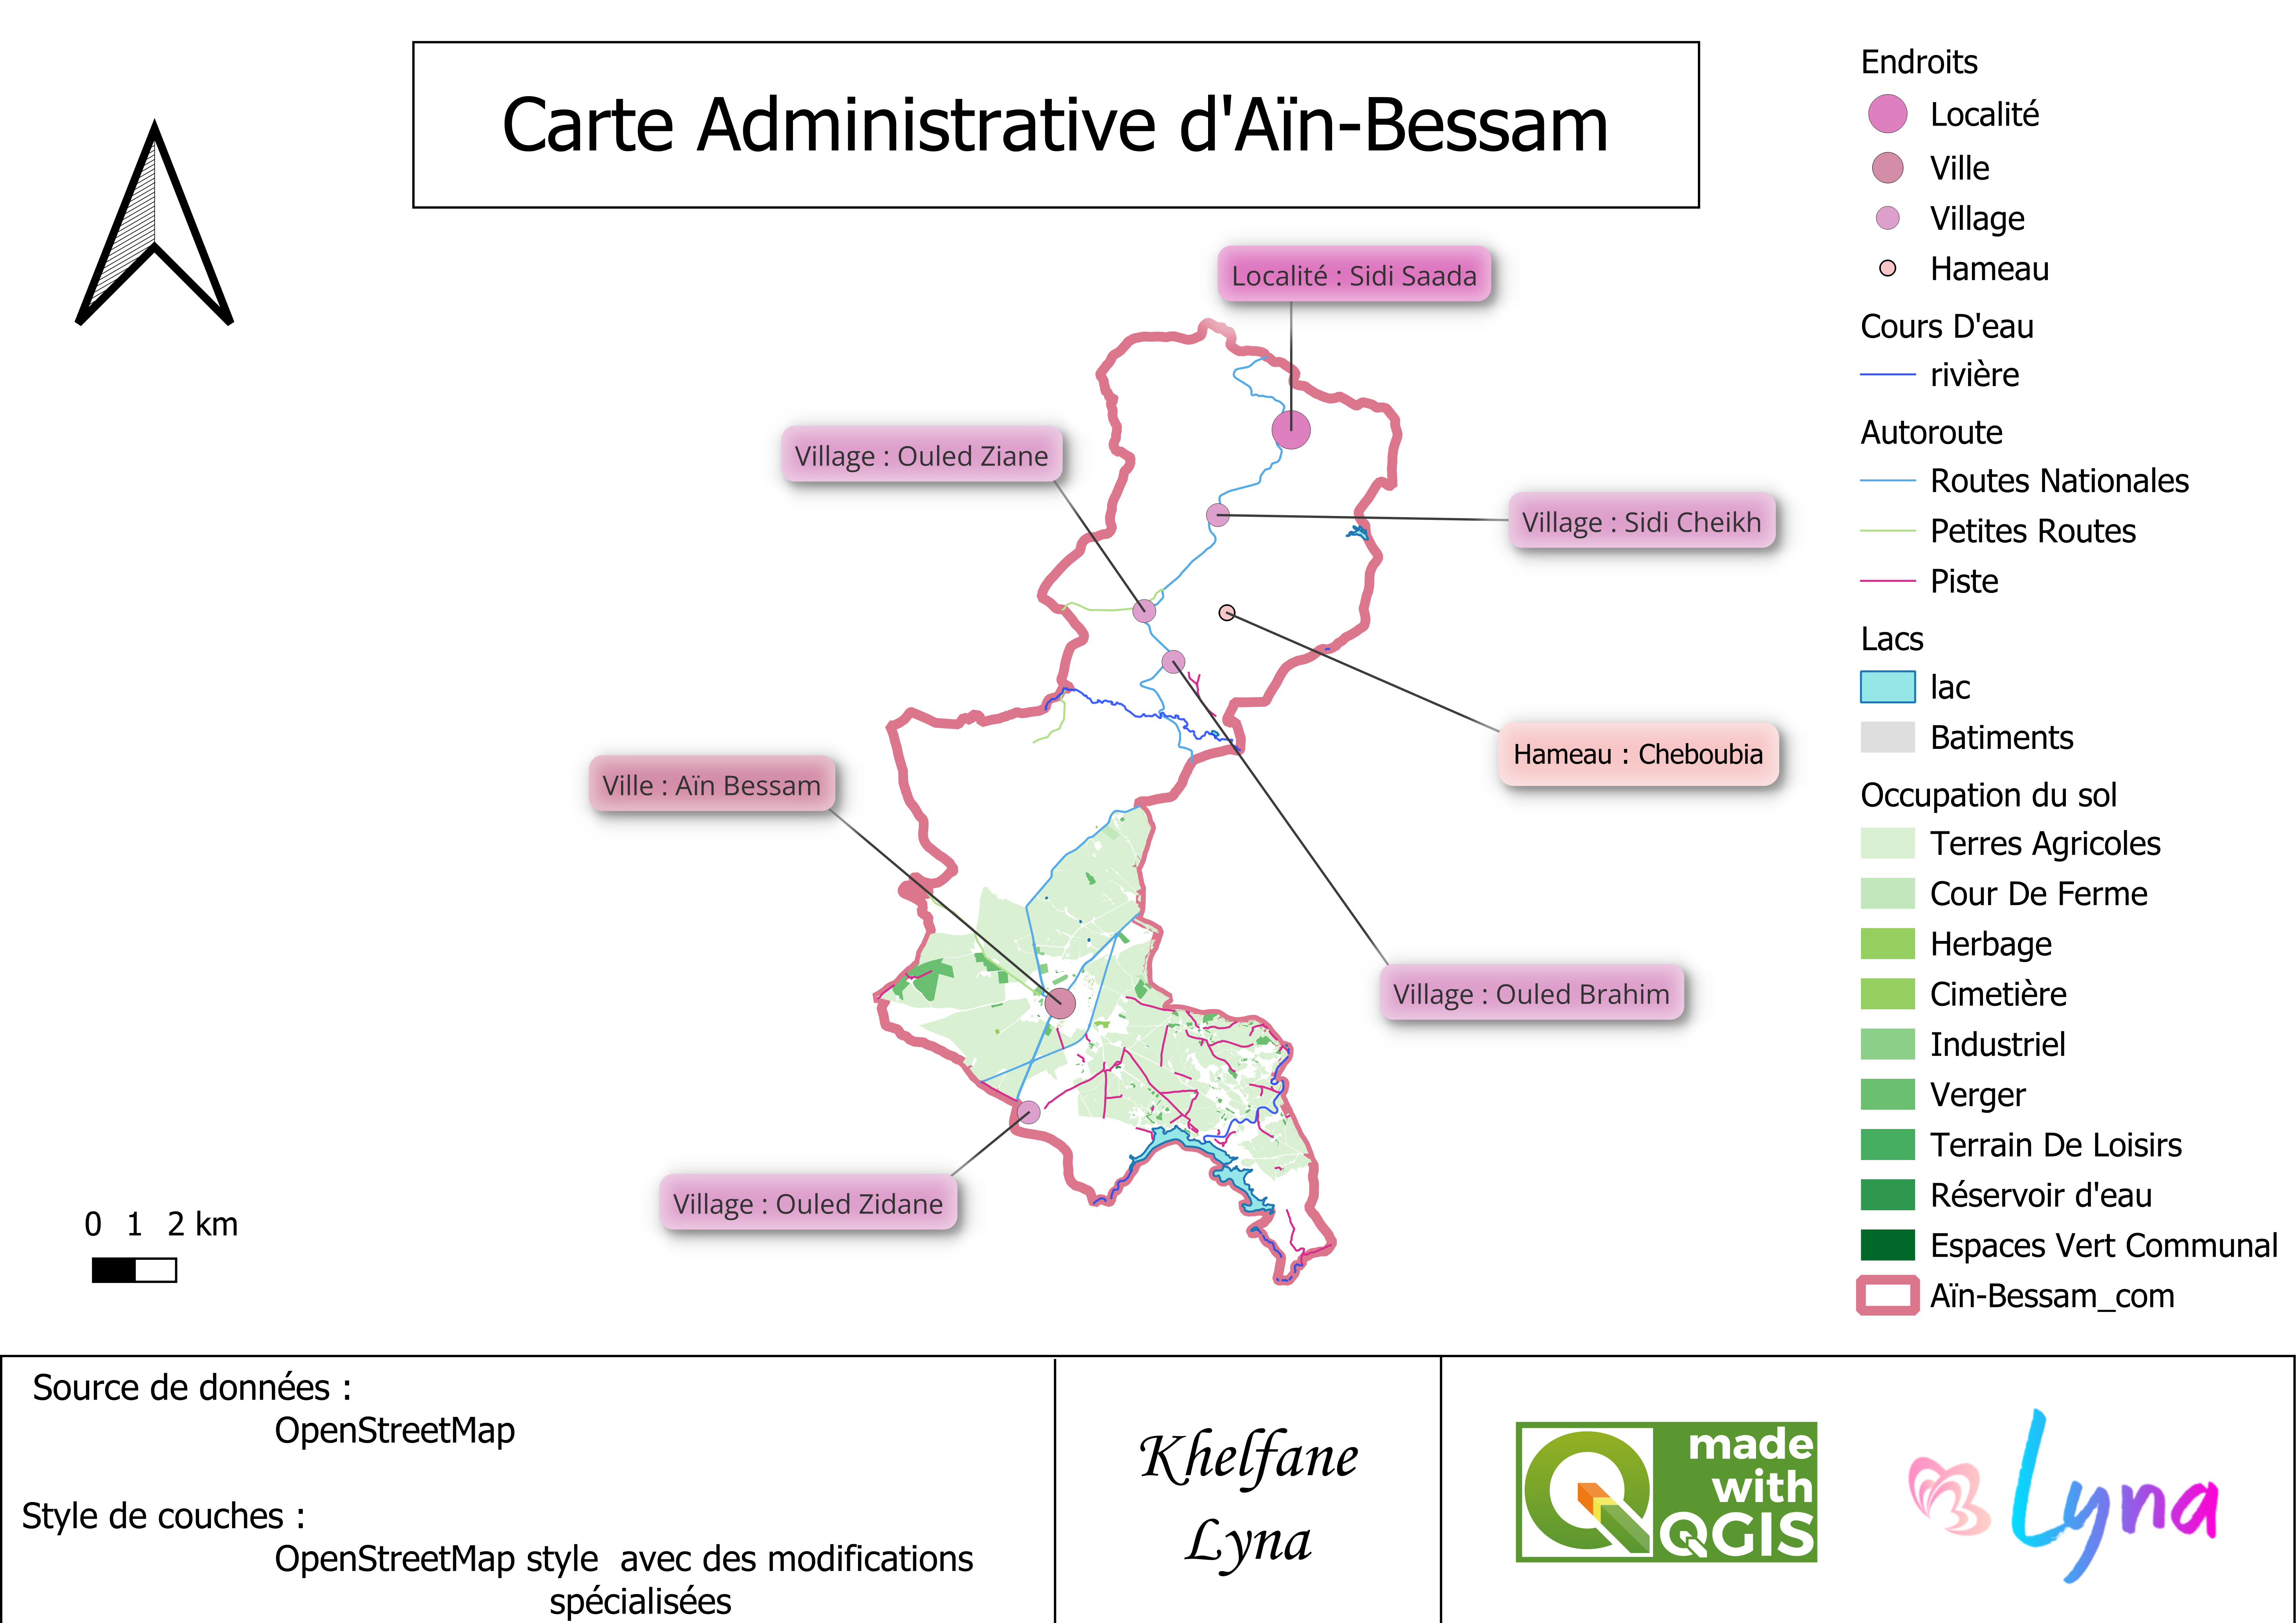 Carte Administrative d'Aïn-Bessam
Localité : Sidi Saada
Village : Ouled Ziane
Village : Sidi Cheikh
Hameau : Cheboubia
Ville : Aïn Bessam
Village : Ouled Brahim
Village : Ouled Zidane
0 1 2 km
Endroits
Localité
Ville
Village
Hameau
Cours D'eau
rivière
Autoroute
Routes Nationales
Petites Routes
Piste
Lacs
lac
Batiments
Occupation du sol
Terres Agricoles
Cour De Ferme
Herbage
Cimetière
Industriel
Verger
Terrain De Loisirs
Réservoir d'eau
Espaces Vert Communal
Aïn-Bessam_com
Source de données :
OpenStreetMap
Style de couches :
OpenStreetMap style avec des modifications
spécialisées
Khelfane
Lyna
made
with
QGIS
Lyna